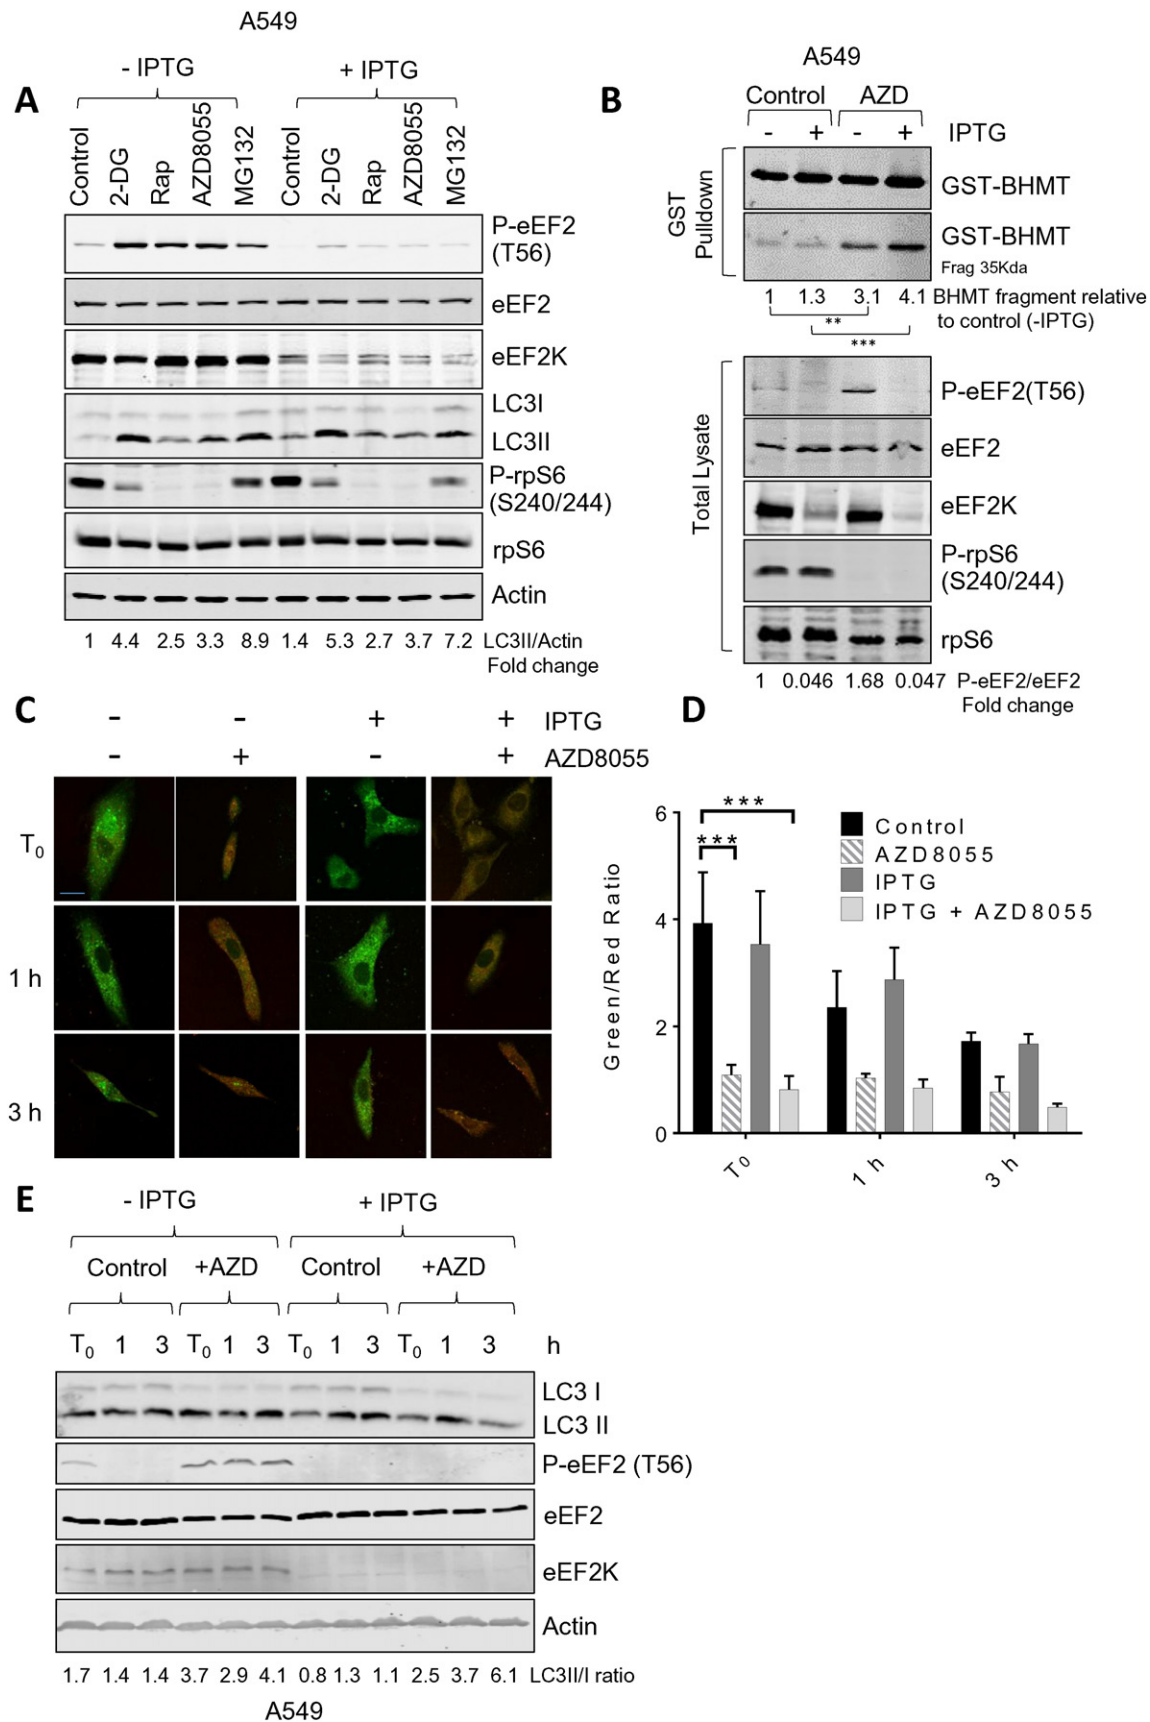 A549
- IPTG
+ IPTG
A
Control
2-DG
Rap
AZD8055
MG132
Control
2-DG
Rap
AZD8055
MG132
P-eEF2
(T56)
eEF2
eEF2K
LC3I
LC3II
P-rpS6
(S240/244)
rpS6
Actin
1 4.4 2.5 3.3 8.9 1.4 5.3 2.7 3.7 7.2 LC3II/Actin
Fold change
A549
B
Control AZD
- + - + IPTG
GST
Pulldown
GST-BHMT
GST-BHMT
Frag 35Kda
1 1.3 3.1 4.1 BHMT fragment relative
to control (-IPTG)
**
***
Total Lysate
P-eEF2(T56)
eEF2
eEF2K
P-rpS6
(S240/244)
rpS6
1 0.046 1.68 0.047 P-eEF2/eEF2
Fold change
C
- - + + IPTG
- + - + AZD8055
T0
1 h
3 h
D
Green/Red Ratio
6
4
2
0
***
***
Control
AZD8055
IPTG
IPTG + AZD8055
T0
1 h
3 h
E
- IPTG
+ IPTG
Control +AZD Control +AZD
T0 1 3 T0 1 3 T0 1 3 T0 1 3 h
LC3 I
LC3 II
P-eEF2 (T56)
eEF2
eEF2K
Actin
1.7 1.4 1.4 3.7 2.9 4.1 0.8 1.3 1.1 2.5 3.7 6.1 LC3II/I ratio
A549